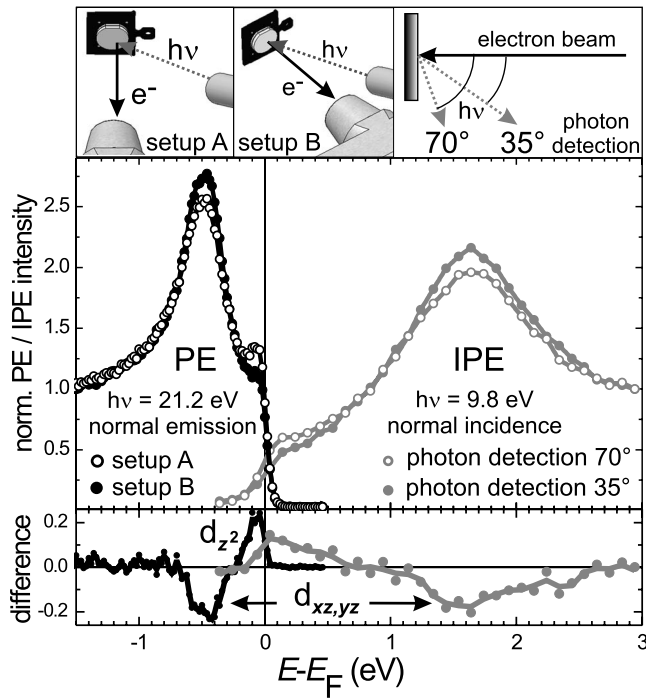 hν
e-
setup A
hν
e-
setup B
electron beam
hν
70° 35°
photon detection
norm. PE / IPE intensity
2.5
2.0
1.5
1.0
0.5
PE
hν = 21.2 eV
normal emission
setup A
setup B
IPE
hν = 9.8 eV
normal incidence
photon detection 70°
photon detection 35°
difference
0.2
0.0
-0.2
dz2
dxz,yz
-1 0 1 2 3
E-EF (eV)